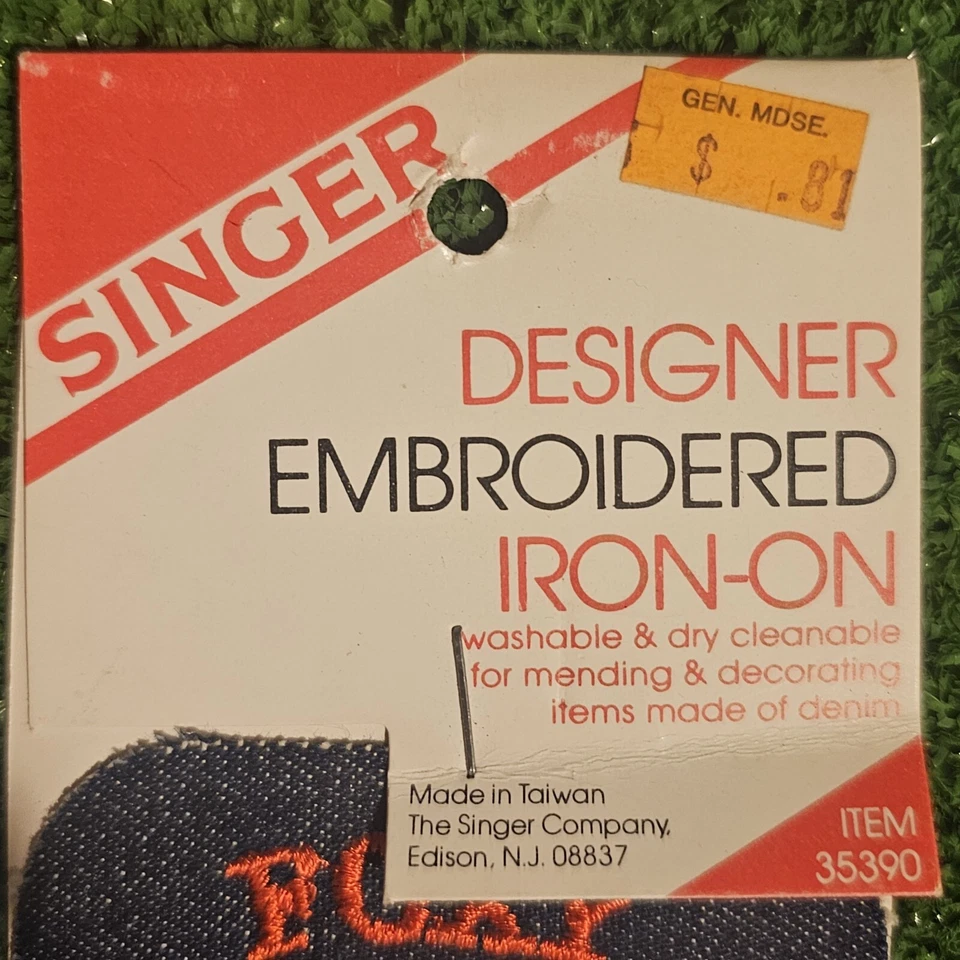 SINGER
GEN. MDSE.
$ .81
DESIGNER
EMBROIDERED
IRON-ON
washable & dry cleanable
for mending & decorating
items made of denim
Made in Taiwan
The Singer Company,
Edison, N.J. 08837
ITEM
35390